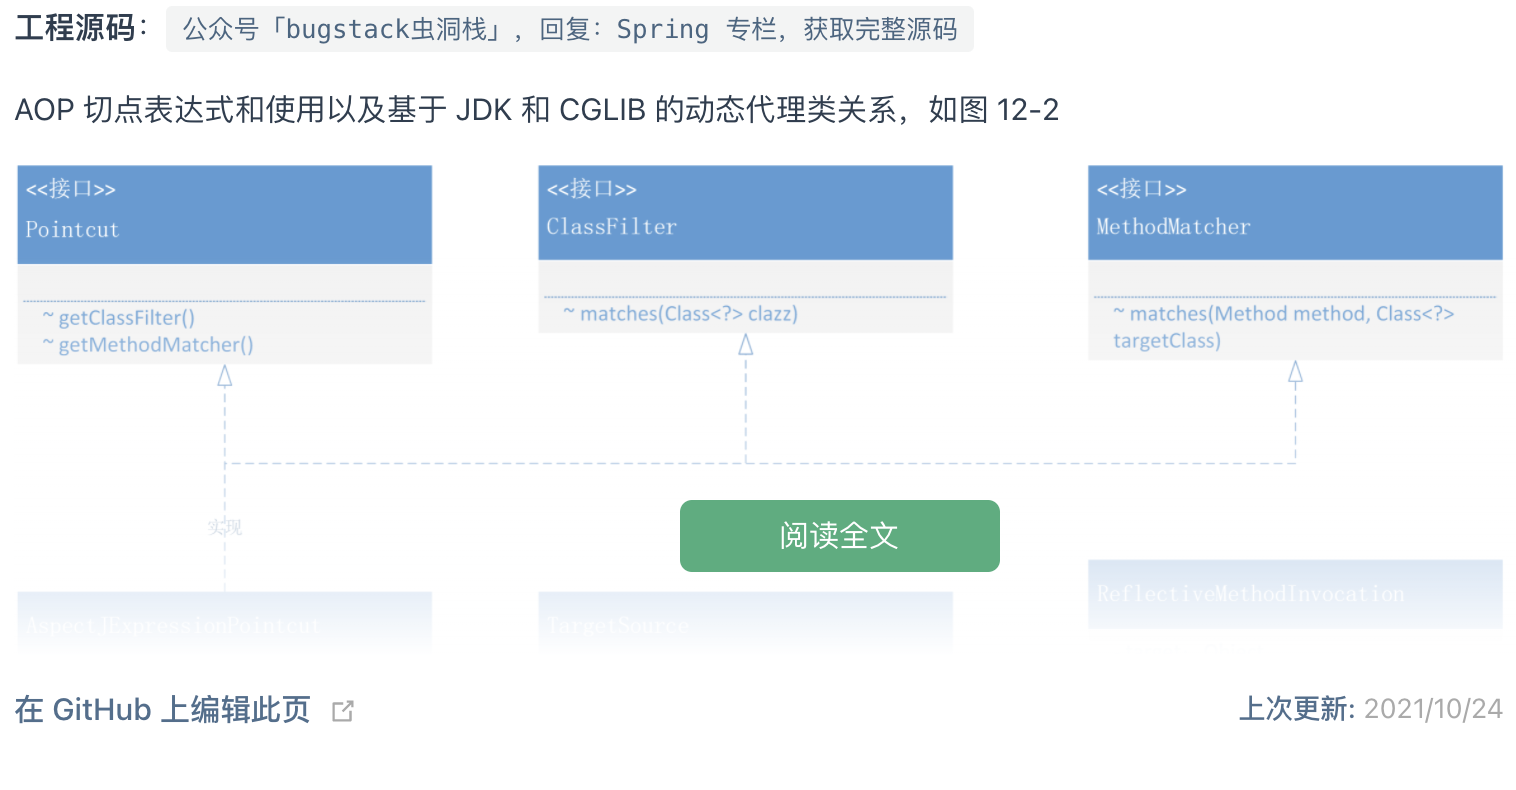 工程源码： 公众号「bugstack虫洞栈」，回复：Spring 专栏，获取完整源码
AOP 切点表达式和使用以及基于 JDK 和 CGLIB 的动态代理类关系，如图 12-2
<<接口>>
Pointcut
~ getClassFilter()
~ getMethodMatcher()
<<接口>>
ClassFilter
~ matches(Class<?> clazz)
<<接口>>
MethodMatcher
~ matches(Method method, Class<?>
targetClass)
实现
阅读全文
AspectJExpressionPointcut
TargetSource
ReflectiveMethodInvocation
在 GitHub 上编辑此页
上次更新: 2021/10/24